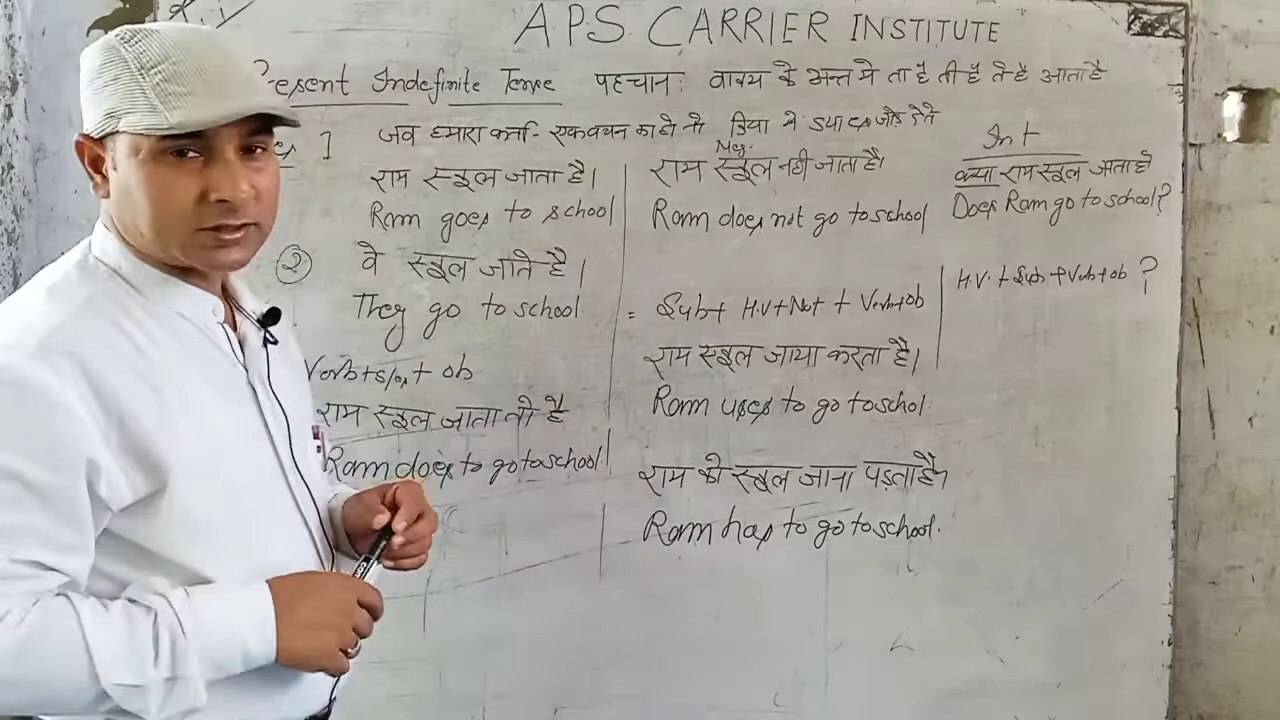 APS. CARRIER INSTITUTE
Present Indefinite Tense पहचान: वाक्य के अन्त मे ता है ती है ते है आता है
1 जब हमारा कर्ता - एकवचन का हो तो क्रिया मे s या es जोड़ देते
राम स्कूल जाता है।
Ram goes to school
Neg.
राम स्कूल नही जाता है।
Ram does not go to school
Int
क्या राम स्कूल जाता है
Does Ram go to school?
② वे स्कूल जाते है।
They go to school
= Sub+ H.V+Not + Verb+ob
H.V. + Sub +Verb+ob ?
Verb+s/es+ ob
राम स्कूल जाया करता है।
Ram uses to go to schol.
राम स्कूल जाता तो है
Ram does to go to school
राम को स्कूल जाना पड़ता है।
Ram has to go to school.